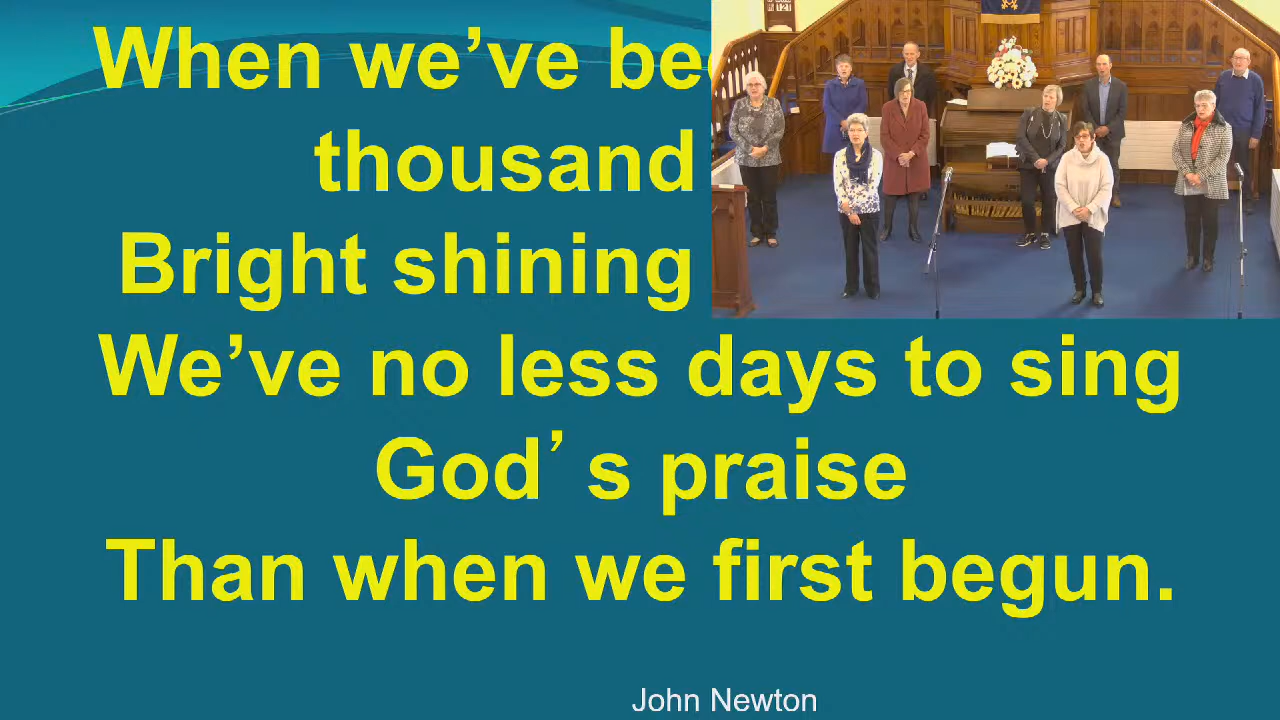 When we’ve be
thousand
Bright shining
We’ve no less days to sing
God’s praise
Than when we first begun.
John Newton